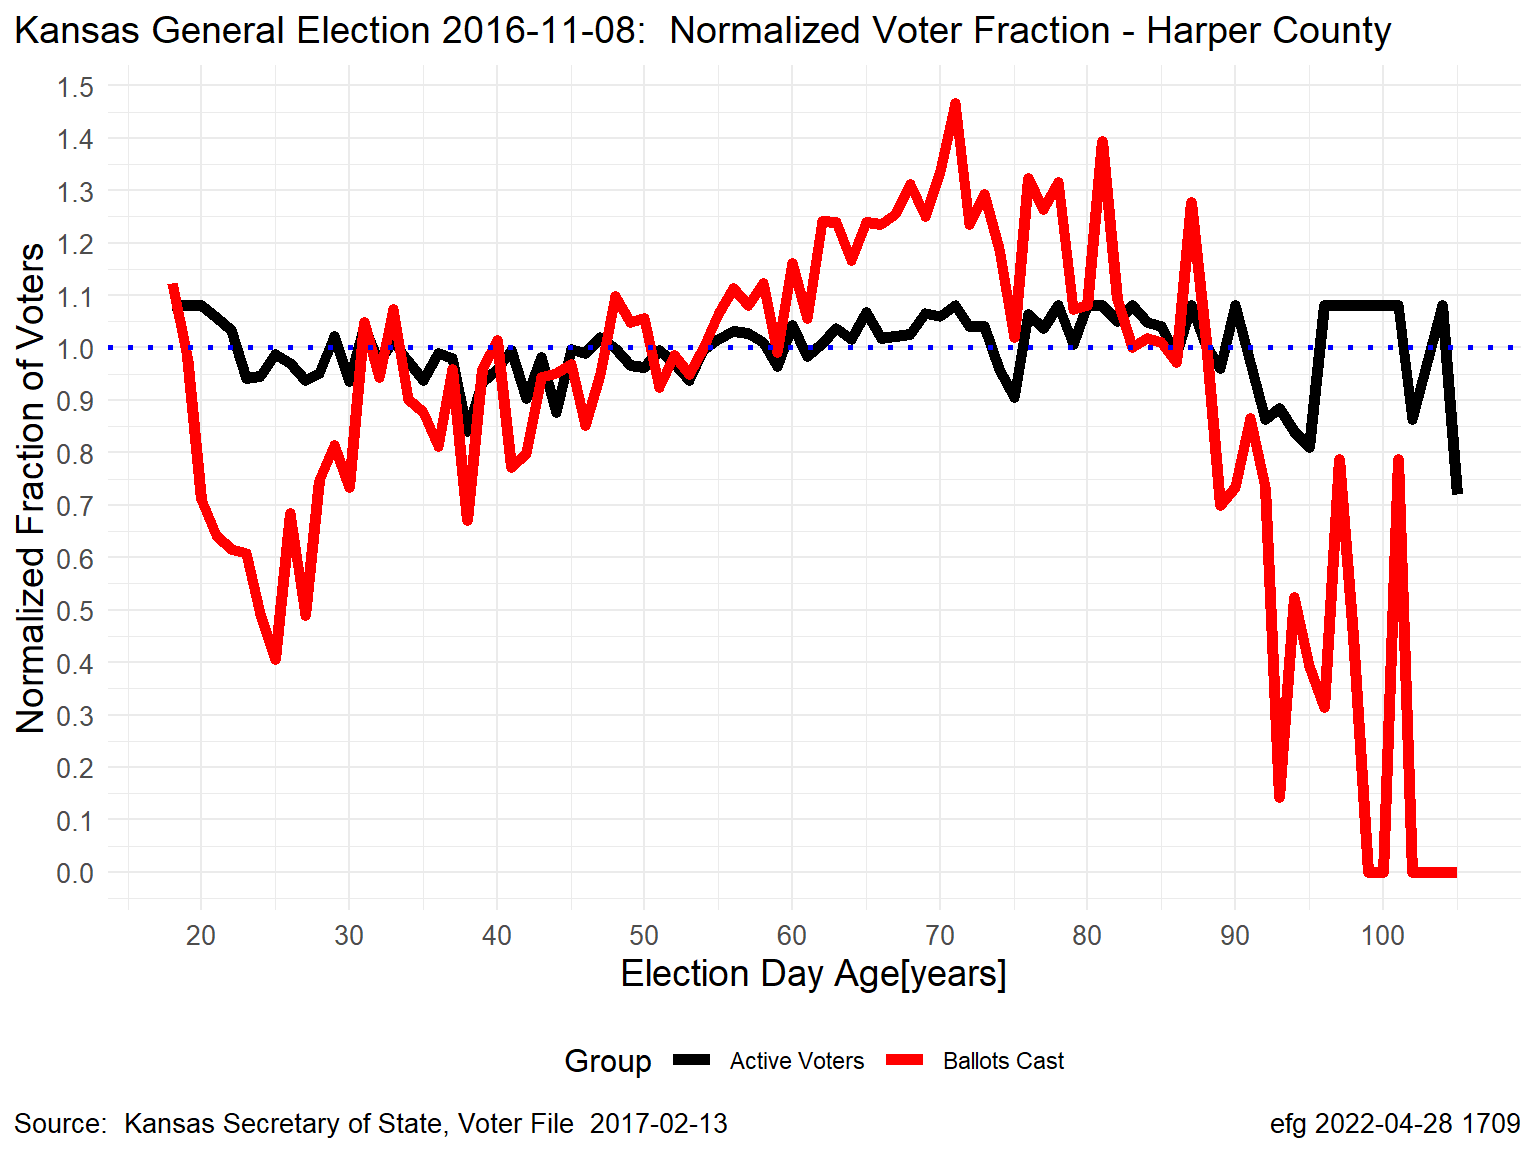 Kansas General Election 2016-11-08:  Normalized Voter Fraction - Harper County
Normalized Fraction of Voters
1.5
1.4
1.3
1.2
1.1
1.0
0.9
0.8
0.7
0.6
0.5
0.4
0.3
0.2
0.1
0.0
20 30 40 50 60 70 80 90 100
Election Day Age[years]
Group Active Voters Ballots Cast
Source:  Kansas Secretary of State, Voter File  2017-02-13 efg 2022-04-28 1709